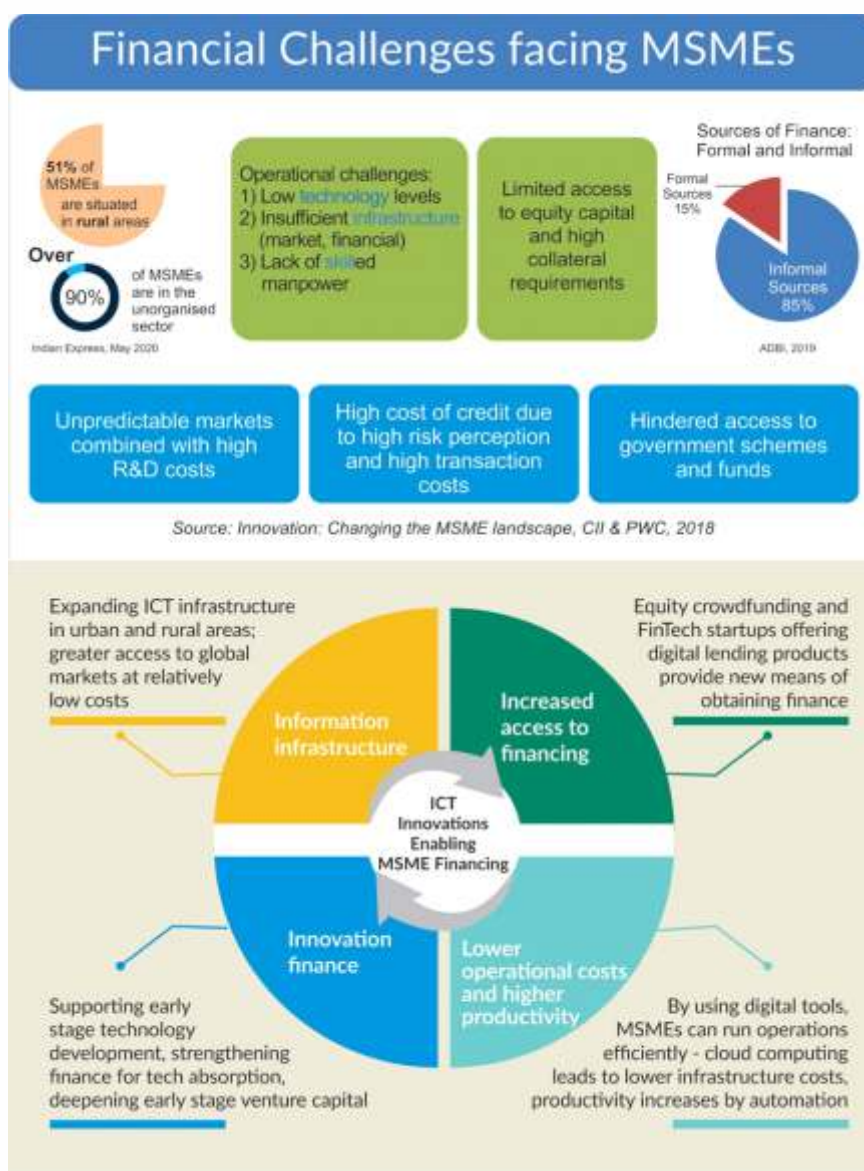 Financial Challenges facing MSMEs
51% of
MSMEs
are situated
in rural areas
Over
90%
of MSMEs
are in the
unorganised
sector
Indian Express, May 2020
Operational challenges:
1) Low technology levels
2) Insufficient infrastructure
(market, financial)
3) Lack of skilled
manpower
Limited access
to equity capital
and high
collateral
requirements
Sources of Finance:
Formal and Informal
Formal
Sources
15%
Informal
Sources
85%
ADBI, 2019
Unpredictable markets
combined with high
R&D costs
High cost of credit due
to high risk perception
and high transaction
costs
Hindered access to
government schemes
and funds
Source: Innovation: Changing the MSME landscape, CII & PWC, 2018
Expanding ICT infrastructure
in urban and rural areas;
greater access to global
markets at relatively
low costs
Equity crowdfunding and
FinTech startups offering
digital lending products
provide new means of
obtaining finance
Information
infrastructure
Increased
access to
financing
ICT
Innovations
Enabling
MSME Financing
Innovation
finance
Lower
operational costs
and higher
productivity
Supporting early
stage technology
development, strengthening
finance for tech absorption,
deepening early stage venture capital
By using digital tools,
MSMEs can run operations
efficiently - cloud computing
leads to lower infrastructure costs,
productivity increases by automation